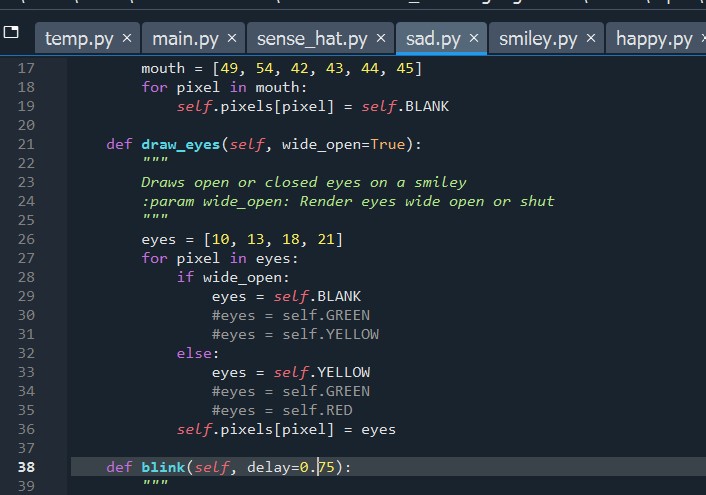 temp.py × main.py × sense_hat.py × sad.py × smiley.py × happy.py
17 mouth = [49, 54, 42, 43, 44, 45]
18 for pixel in mouth:
19 self.pixels[pixel] = self.BLANK
20
21 def draw_eyes(self, wide_open=True):
22 """
23 Draws open or closed eyes on a smiley
24 :param wide_open: Render eyes wide open or shut
25 """
26 eyes = [10, 13, 18, 21]
27 for pixel in eyes:
28 if wide_open:
29 eyes = self.BLANK
30 #eyes = self.GREEN
31 #eyes = self.YELLOW
32 else:
33 eyes = self.YELLOW
34 #eyes = self.GREEN
35 #eyes = self.RED
36 self.pixels[pixel] = eyes
37
38 def blink(self, delay=0.75):
39 """